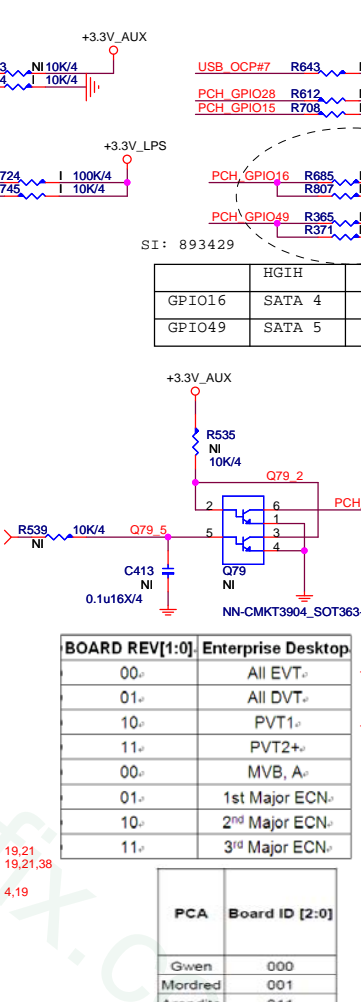 +3.3V_AUX
3 NI 10K/4
4 I 10K/4
USB_OCP#7 R643
PCH_GPIO28 R612
PCH_GPIO15 R708
+3.3V_LPS
724 I 100K/4
745 I 10K/4
PCH_GPIO16 R685
R807
PCH_GPIO49 R365
R371
SI: 893429
HGIH
GPIO16 SATA 4
GPIO49 SATA 5
+3.3V_AUX
R535
NI
10K/4
Q79_2
2 6 PCH
1
R539 10K/4 Q79_5 5 3
NI 4
C413 Q79
NI NI
0.1u16X/4
NN-CMKT3904_SOT363-
BOARD REV[1:0] Enterprise Desktop
00 All EVT
01 All DVT
10 PVT1
11 PVT2+
00 MVB, A
01 1st Major ECN
10 2nd Major ECN
11 3rd Major ECN
19,21
19,21,38
4,19
PCA Board ID [2:0]
Gwen 000
Mordred 001